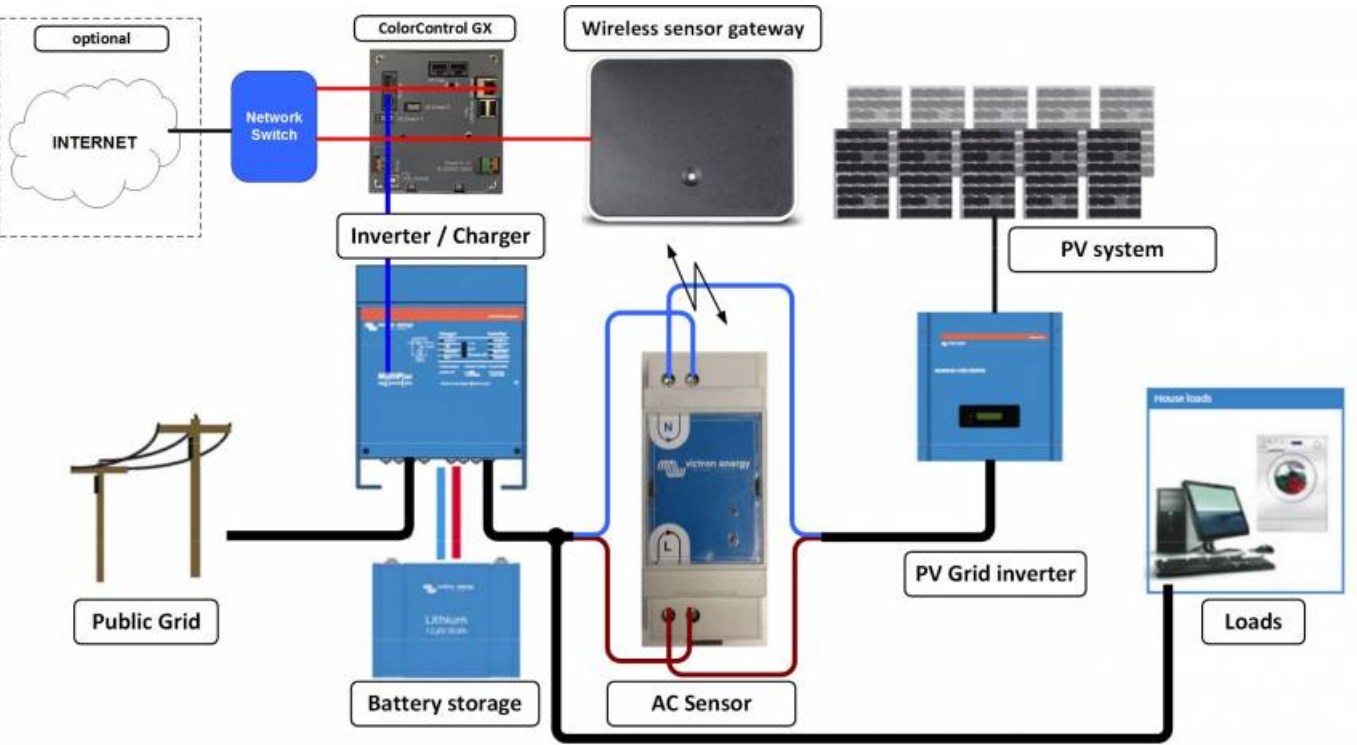 optional
ColorControl GX
Wireless sensor gateway
INTERNET
Network
Switch
Inverter / Charger
PV system
House loads
N
victron energy
L
Public Grid
Lithium
Battery storage
AC Sensor
PV Grid inverter
Loads